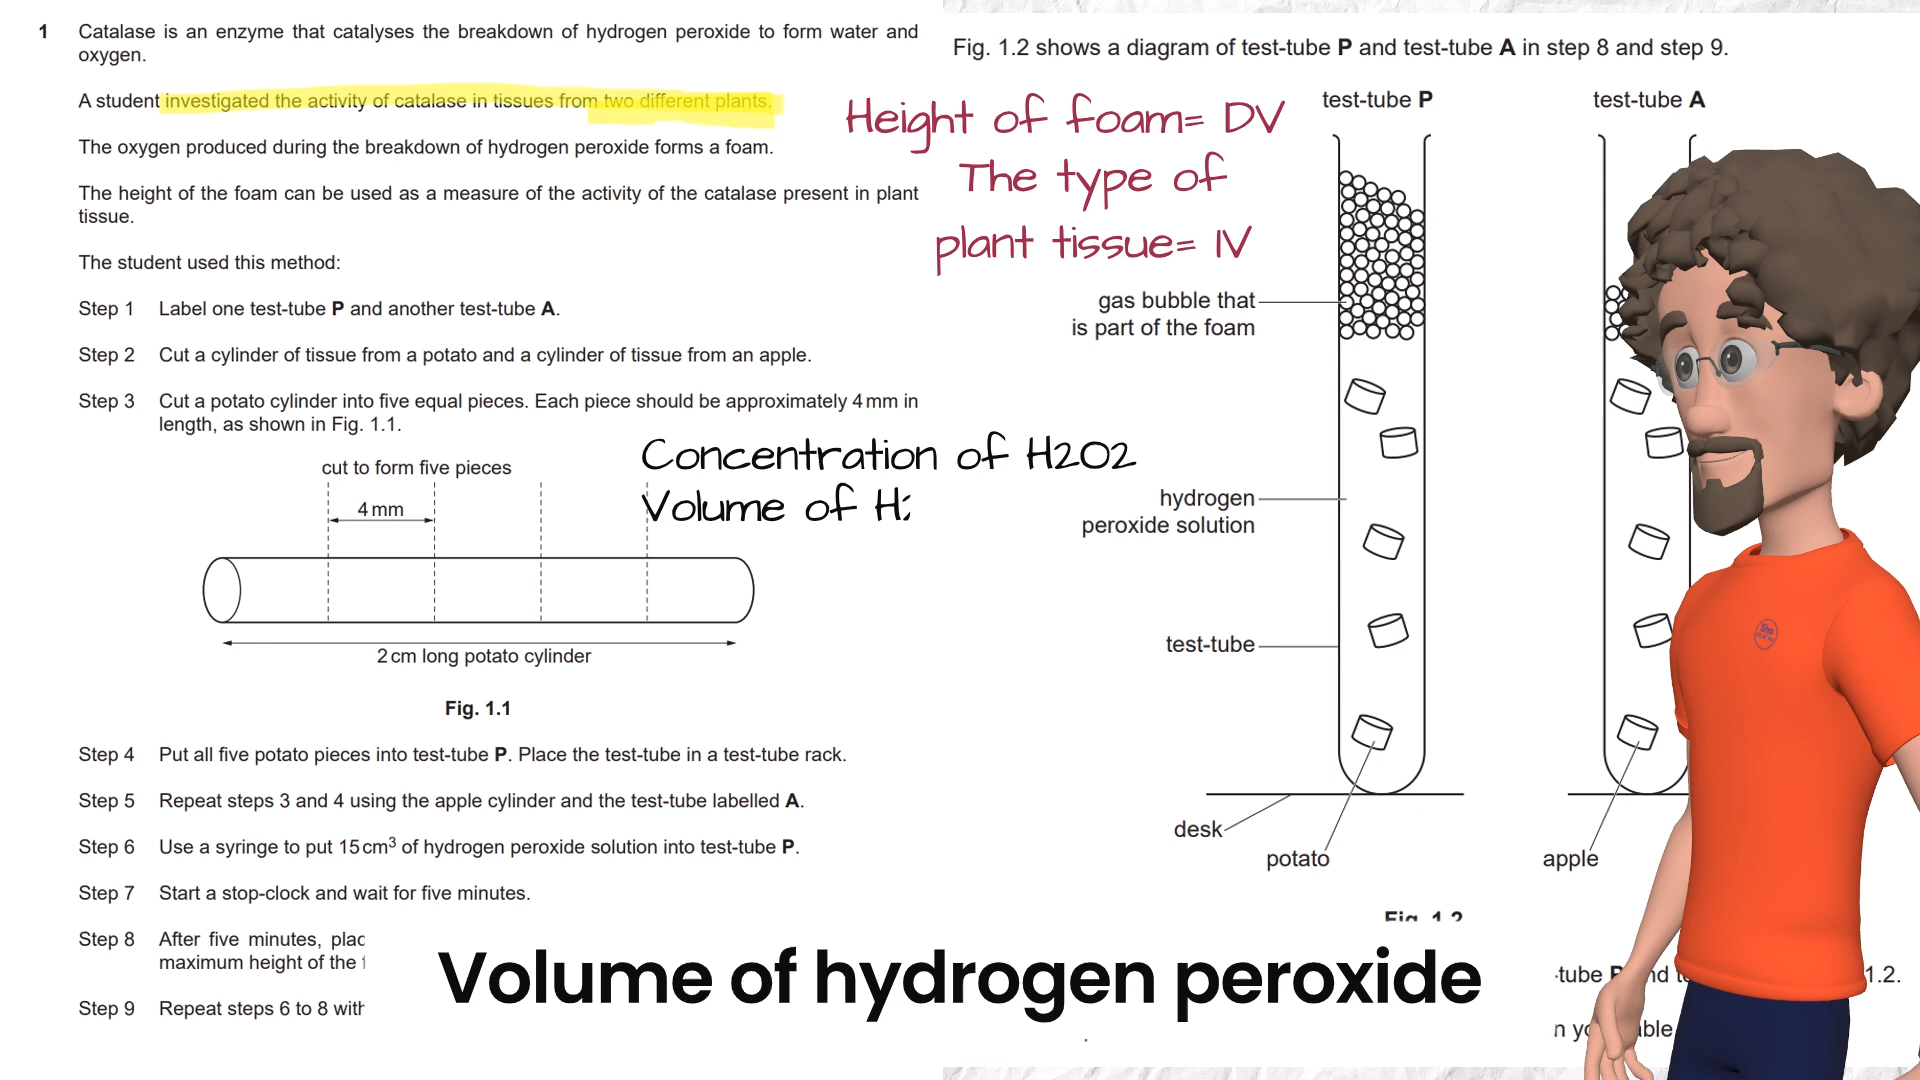 1 Catalase is an enzyme that catalyses the breakdown of hydrogen peroxide to form water and
oxygen.
A student investigated the activity of catalase in tissues from two different plants.
The oxygen produced during the breakdown of hydrogen peroxide forms a foam.
The height of the foam can be used as a measure of the activity of the catalase present in plant
tissue.
The student used this method:
Step 1 Label one test-tube P and another test-tube A.
Step 2 Cut a cylinder of tissue from a potato and a cylinder of tissue from an apple.
Step 3 Cut a potato cylinder into five equal pieces. Each piece should be approximately 4 mm in
length, as shown in Fig. 1.1.
cut to form five pieces
4 mm
2 cm long potato cylinder
Fig. 1.1
Step 4 Put all five potato pieces into test-tube P. Place the test-tube in a test-tube rack.
Step 5 Repeat steps 3 and 4 using the apple cylinder and the test-tube labelled A.
Step 6 Use a syringe to put 15 cm³ of hydrogen peroxide solution into test-tube P.
Step 7 Start a stop-clock and wait for five minutes.
Step 8 After five minutes, plac
maximum height of the
Step 9 Repeat steps 6 to 8 with
Concentration of H2O2
Volume of H
Height of foam= DV
The type of
plant tissue= IV
Fig. 1.2 shows a diagram of test-tube P and test-tube A in step 8 and step 9.
test-tube P
test-tube A
gas bubble that
is part of the foam
hydrogen
peroxide solution
test-tube
desk
potato
apple
Fig. 1.2
-tube P
1.2.
Volume of hydrogen peroxide